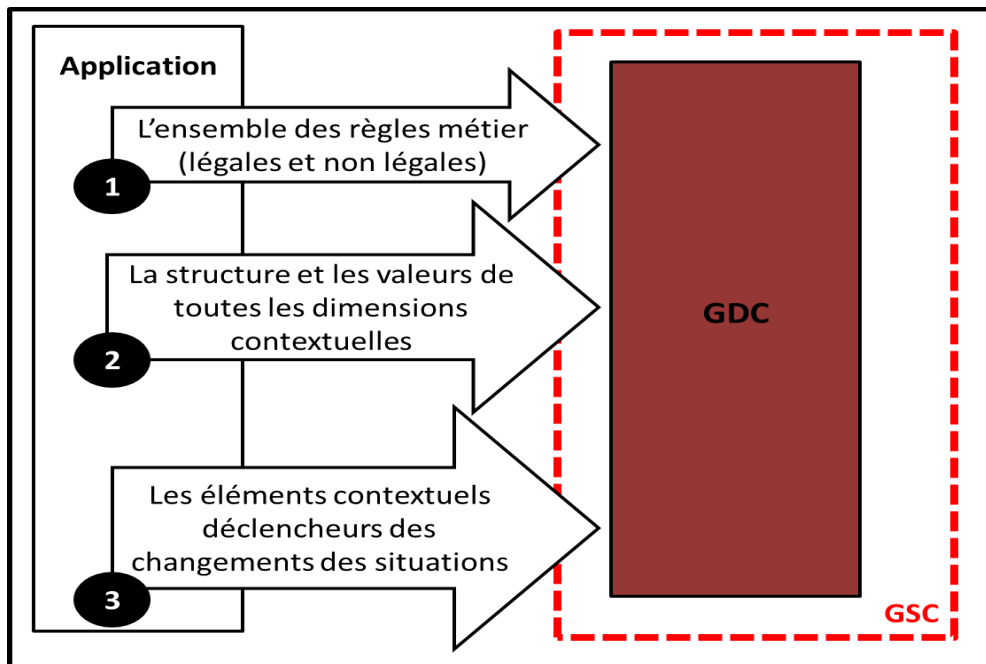 Application
L'ensemble des règles métier
(légales et non légales)
1
La structure et les valeurs de
toutes les dimensions
contextuelles
2
Les éléments contextuels
déclencheurs des
changements des situations
3
GDC
GSC